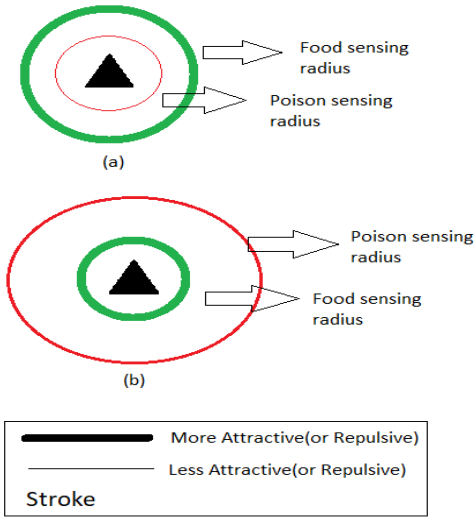 Food sensing
radius
Poison sensing
radius
(a)
Poison sensing
radius
Food sensing
radius
(b)
More Attractive(or Repulsive)
Less Attractive(or Repulsive)
Stroke